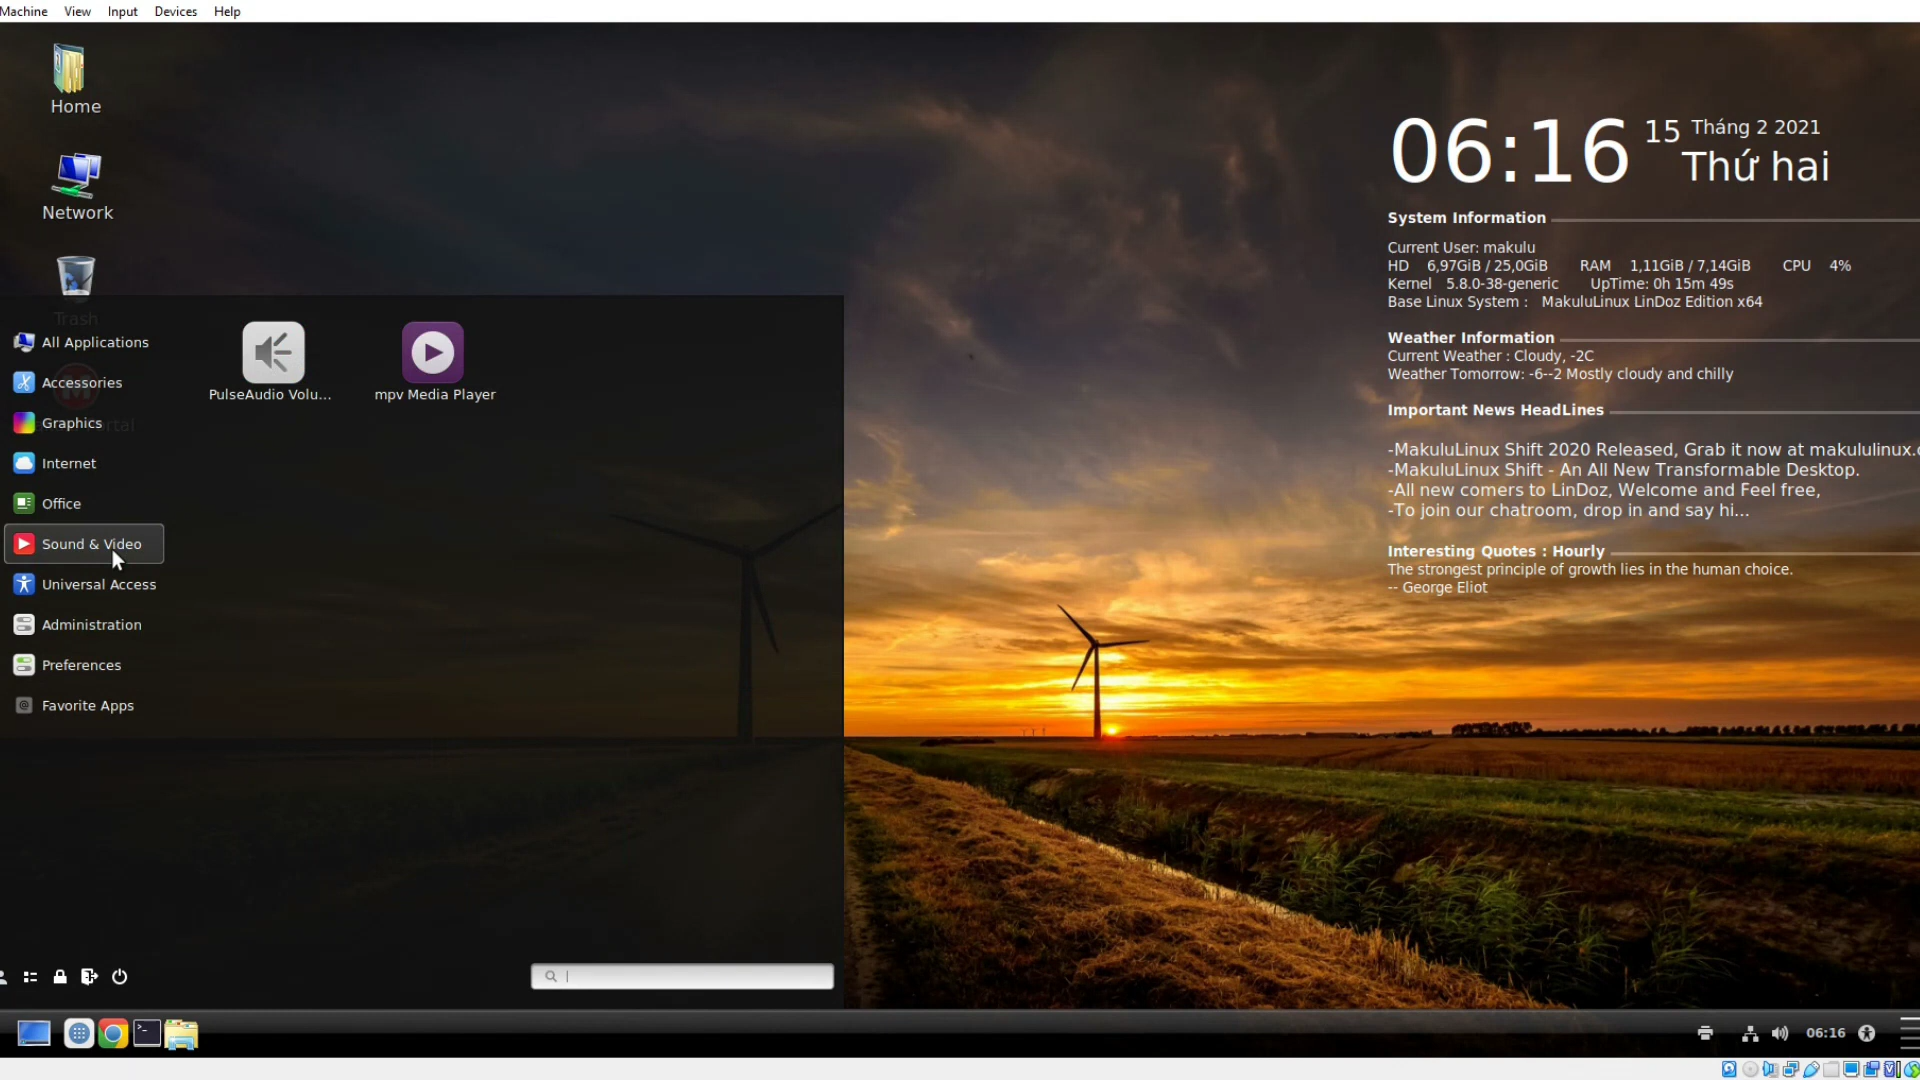 Machine View Input Devices Help
Home
Network
Trash
All Applications
Accessories
Graphics
Internet
Office
Sound & Video
Universal Access
Administration
Preferences
Favorite Apps
PulseAudio Volu...
mpv Media Player
06:16 15 Tháng 2 2021
Thứ hai
System Information
Current User: makulu
HD 6,97GiB / 25,0GiB RAM 1,11GiB / 7,14GiB CPU 4%
Kernel 5.8.0-38-generic UpTime: 0h 15m 49s
Base Linux System : MakuluLinux LinDoz Edition x64
Weather Information
Current Weather : Cloudy, -2C
Weather Tomorrow: -6--2 Mostly cloudy and chilly
Important News HeadLines
-MakuluLinux Shift 2020 Released, Grab it now at makululinux.c
-MakuluLinux Shift - An All New Transformable Desktop.
-All new comers to LinDoz, Welcome and Feel free,
-To join our chatroom, drop in and say hi...
Interesting Quotes : Hourly
The strongest principle of growth lies in the human choice.
-- George Eliot
06:16